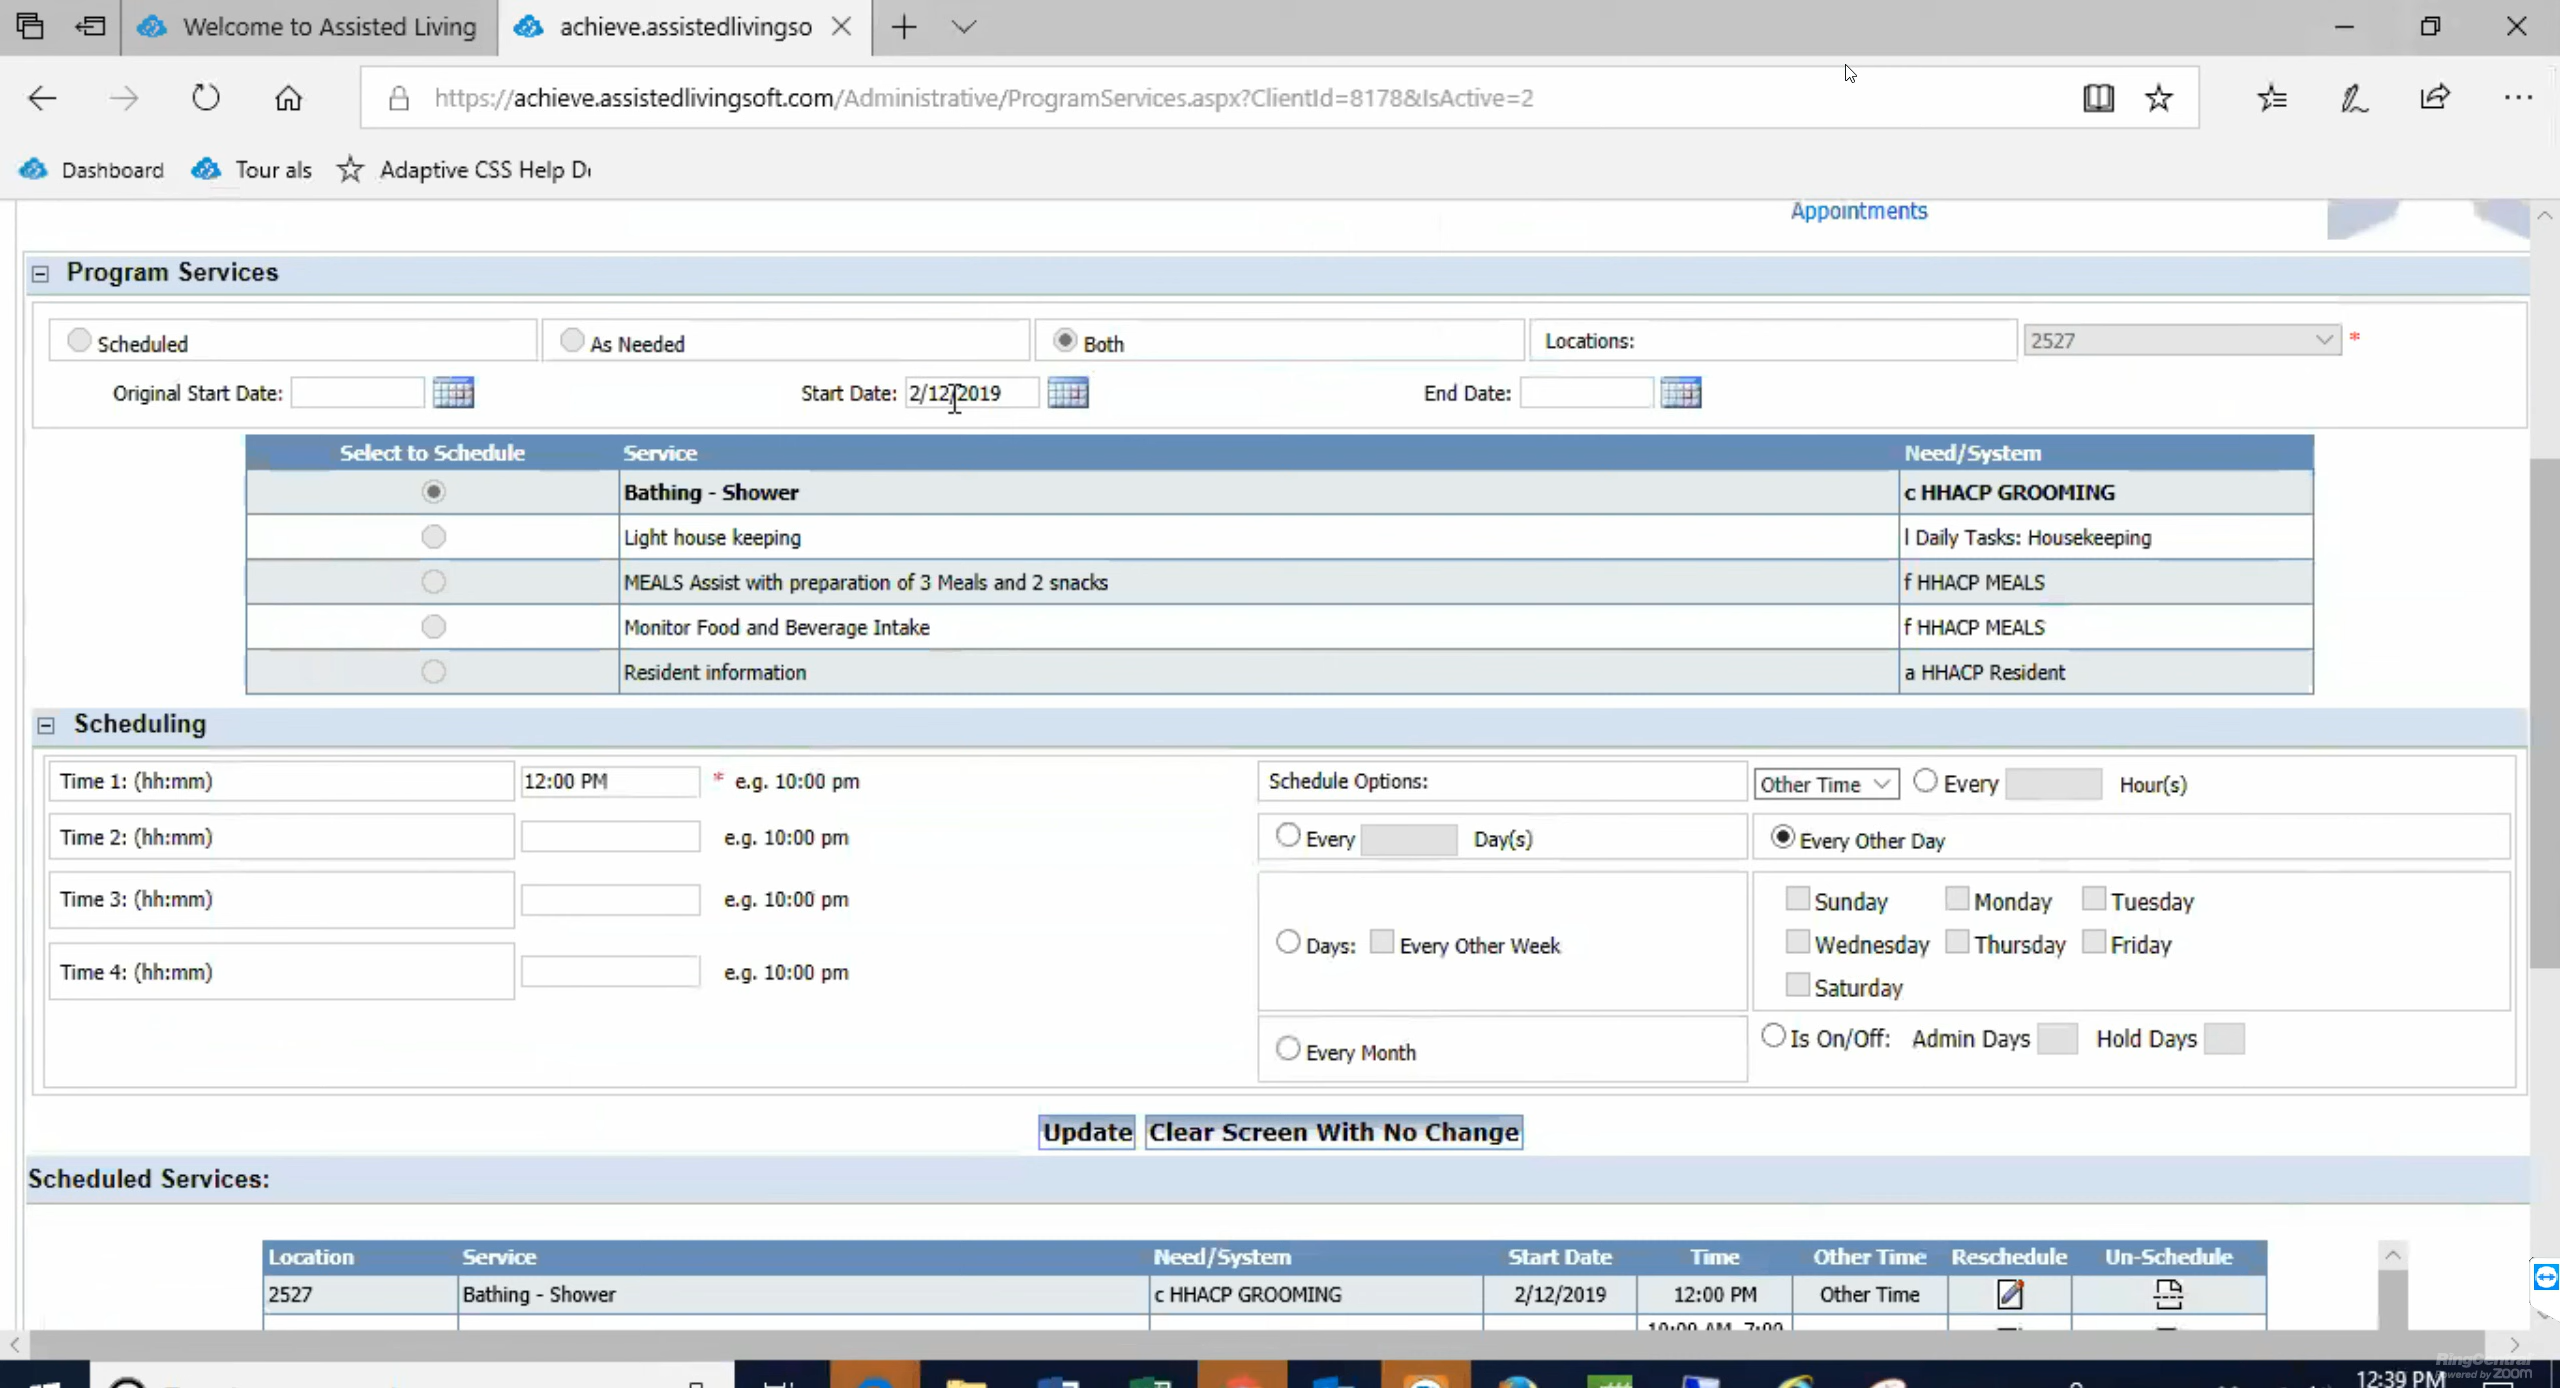 Welcome to Assisted Living
achieve.assistedlivingso
https://achieve.assistedlivingsoft.com/Administrative/ProgramServices.aspx?ClientId=8178&IsActive=2
Dashboard Tour als Adaptive CSS Help D
Appointments
Program Services
Scheduled As Needed Both Locations: 2527 *
Original Start Date: Start Date: 2/12/2019 End Date:
Select to Schedule Service Need/System
Bathing - Shower c HHACP GROOMING
Light house keeping l Daily Tasks: Housekeeping
MEALS Assist with preparation of 3 Meals and 2 snacks f HHACP MEALS
Monitor Food and Beverage Intake f HHACP MEALS
Resident information a HHACP Resident
Scheduling
Time 1: (hh:mm) 12:00 PM * e.g. 10:00 pm Schedule Options: Other Time Every Hour(s)
Time 2: (hh:mm) e.g. 10:00 pm Every Day(s) Every Other Day
Time 3: (hh:mm) e.g. 10:00 pm Sunday Monday Tuesday
Days: Every Other Week Wednesday Thursday Friday
Time 4: (hh:mm) e.g. 10:00 pm Saturday
Every Month Is On/Off: Admin Days Hold Days
Update Clear Screen With No Change
Scheduled Services:
Location Service Need/System Start Date Time Other Time Reschedule Un-Schedule
2527 Bathing - Shower c HHACP GROOMING 2/12/2019 12:00 PM Other Time
RingCentral
powered by zoom
12:39 PM